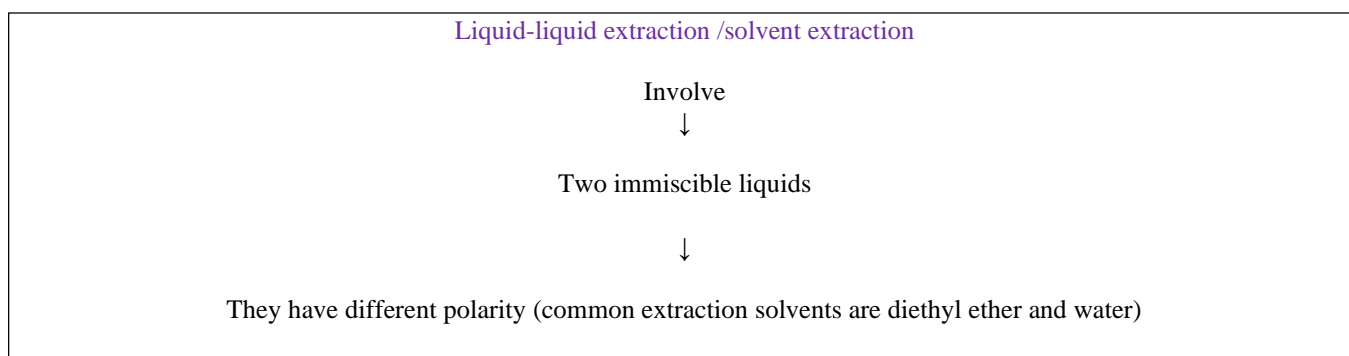 Liquid-liquid extraction /solvent extraction
Involve
↓
Two immiscible liquids
↓
They have different polarity (common extraction solvents are diethyl ether and water)